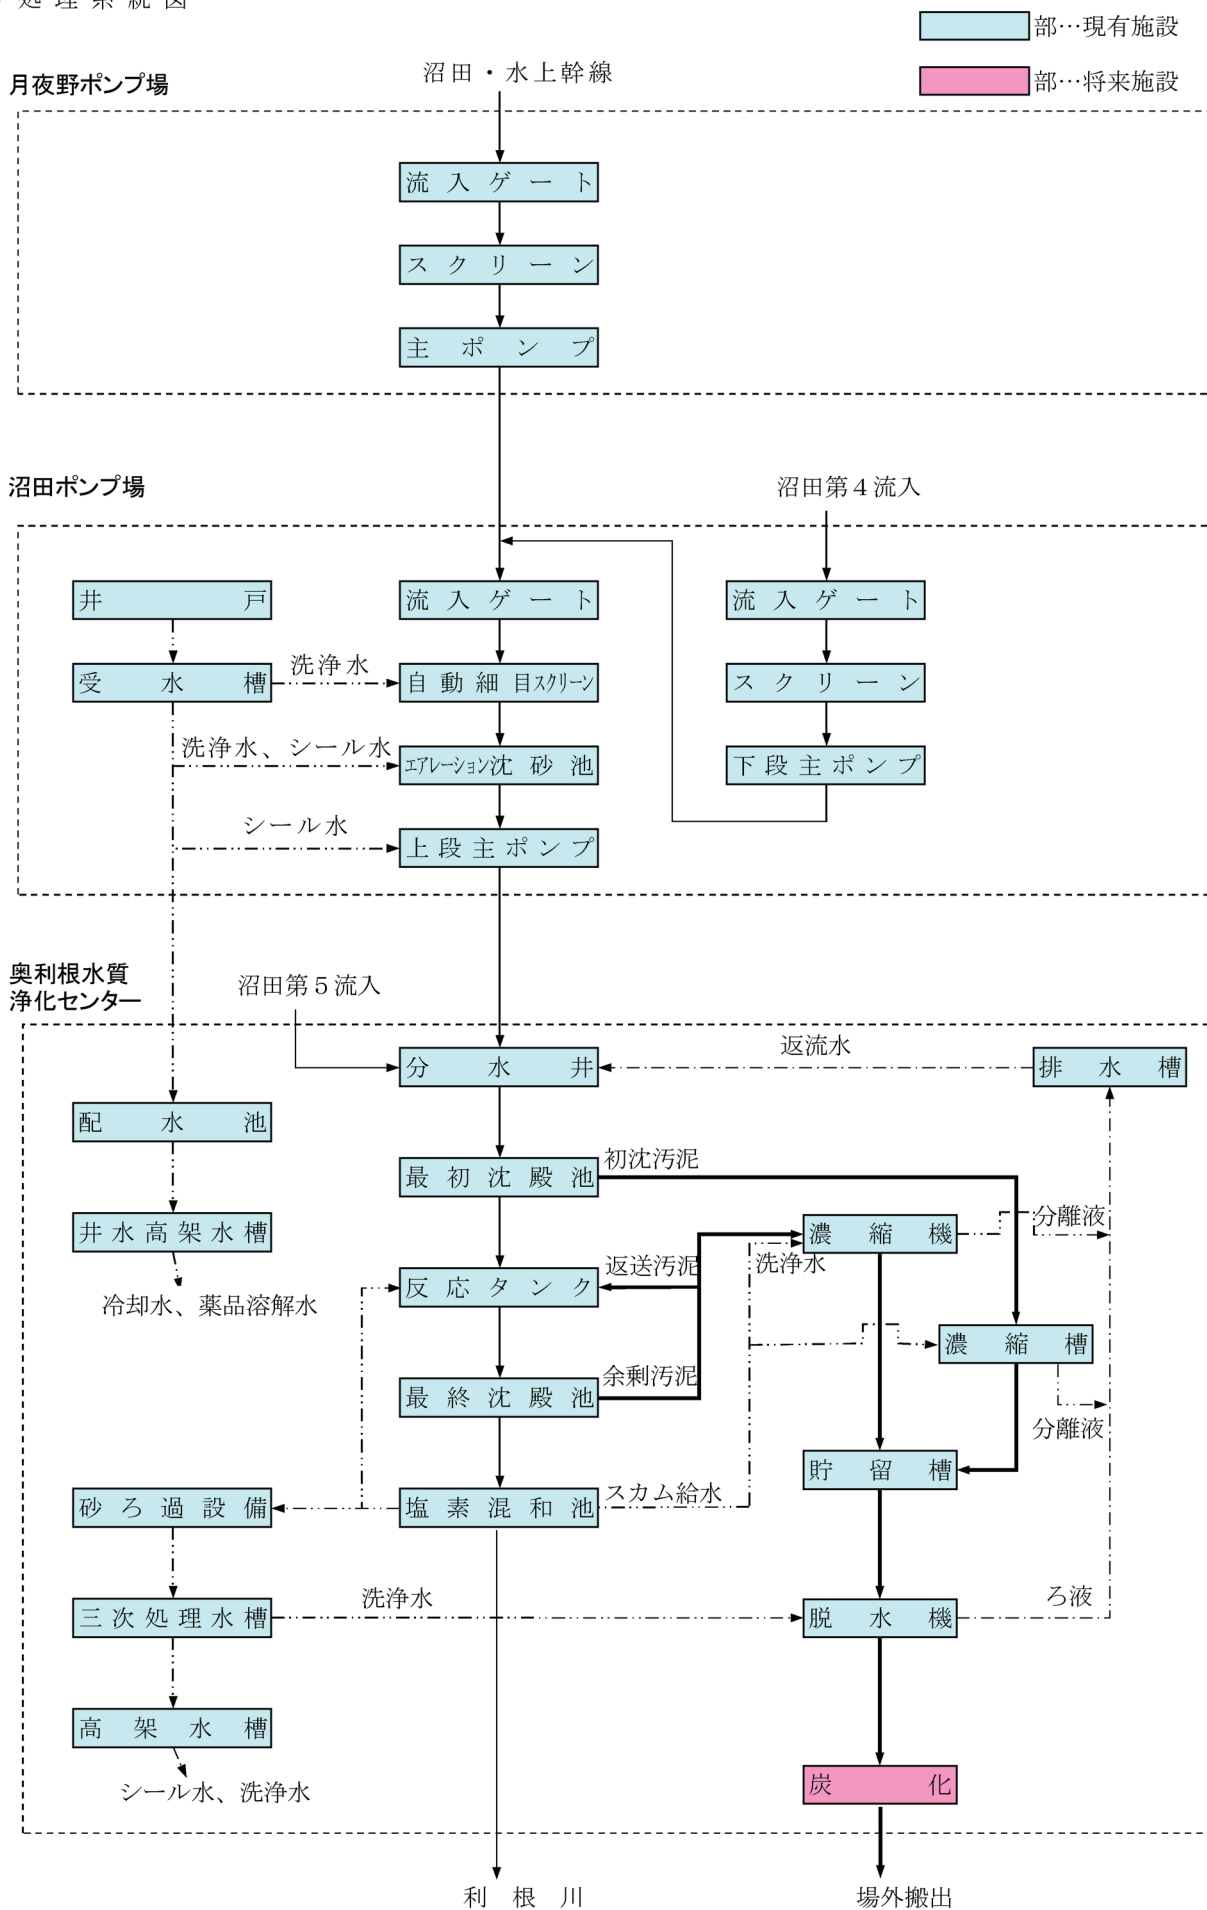 処理系統図
部…現有施設
部…将来施設
月夜野ポンプ場
沼田・水上幹線
流入ゲート
スクリーン
主ポンプ
沼田ポンプ場
沼田第４流入
井戸
流入ゲート
流入ゲート
受水槽
洗浄水
自動細目スクリーン
スクリーン
洗浄水、シール水
エアレーション沈砂池
下段主ポンプ
シール水
上段主ポンプ
奥利根水質
浄化センター
沼田第５流入
分水井
返流水
排水槽
配水池
最初沈殿池
初沈汚泥
井水高架水槽
濃縮機
分離液
洗浄水
返送汚泥
反応タンク
冷却水、薬品溶解水
濃縮槽
余剰汚泥
最終沈殿池
分離液
貯留槽
砂ろ過設備
塩素混和池
スカム給水
三次処理水槽
洗浄水
脱水機
ろ液
高架水槽
シール水、洗浄水
炭化
利根川
場外搬出